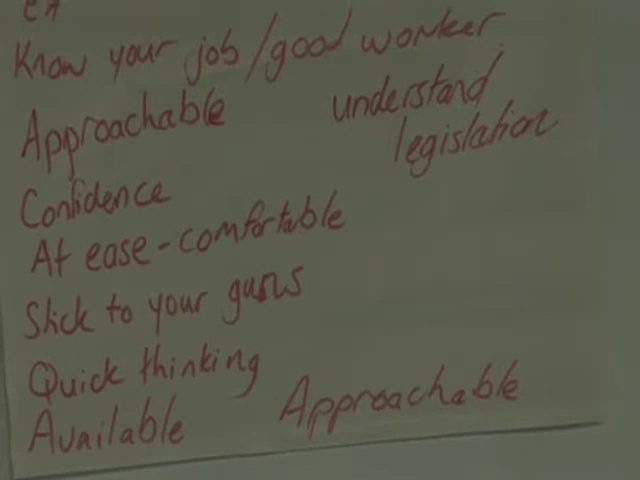 Know your job/good worker
Approachable
understand
legislation
Confidence
At ease - comfortable
Stick to your guns
Quick thinking
Available
Approachable